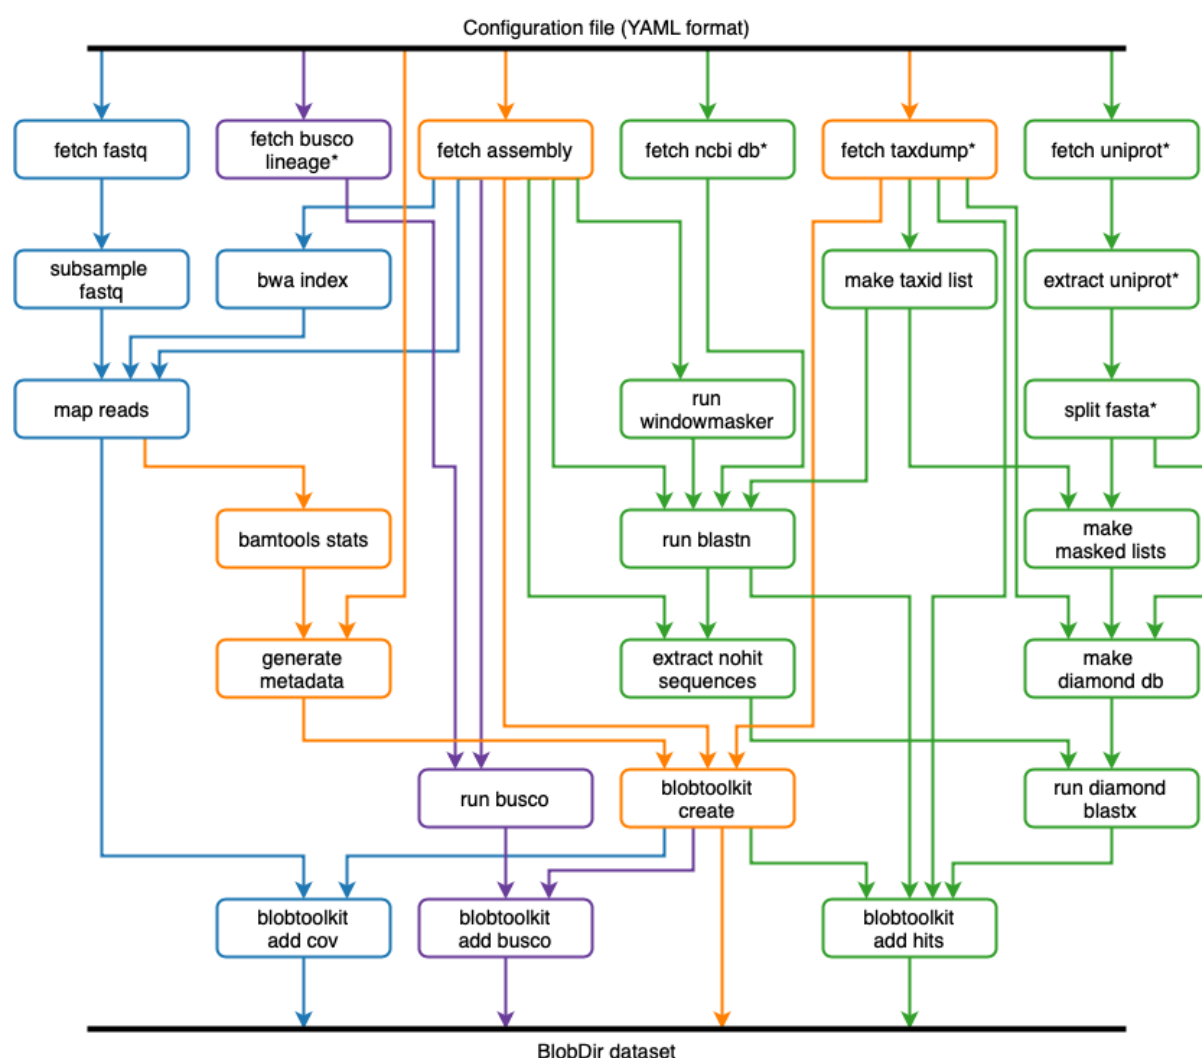 Configuration file (YAML format)
fetch fastq
fetch busco
lineage*
fetch assembly
fetch ncbi db*
fetch taxdump*
fetch uniprot*
subsample
fastq
bwa index
make taxid list
extract uniprot*
map reads
run
windowmasker
split fasta*
bamtools stats
run blastn
make
masked lists
generate
metadata
extract nohit
sequences
make
diamond db
run busco
blobtoolkit
create
run diamond
blastx
blobtoolkit
add cov
blobtoolkit
add busco
blobtoolkit
add hits
BlobDir dataset